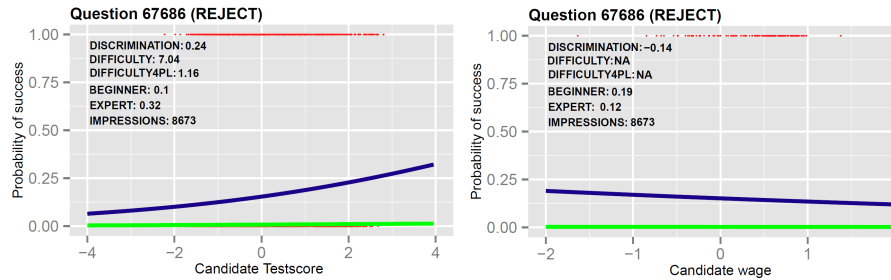 Question 67686 (REJECT)
DISCRIMINATION: 0.24
DIFFICULTY: 7.04
DIFFICULTY4PL: 1.16
BEGINNER: 0.1
EXPERT: 0.32
IMPRESSIONS: 8673
Probability of success
1.00
0.75
0.50
0.25
0.00
−4
−2
0
2
4
Candidate Testscore
Question 67686 (REJECT)
DISCRIMINATION: −0.14
DIFFICULTY: NA
DIFFICULTY4PL: NA
BEGINNER: 0.19
EXPERT: 0.12
IMPRESSIONS: 8673
Probability of success
1.00
0.75
0.50
0.25
0.00
−2
−1
0
1
Candidate wage